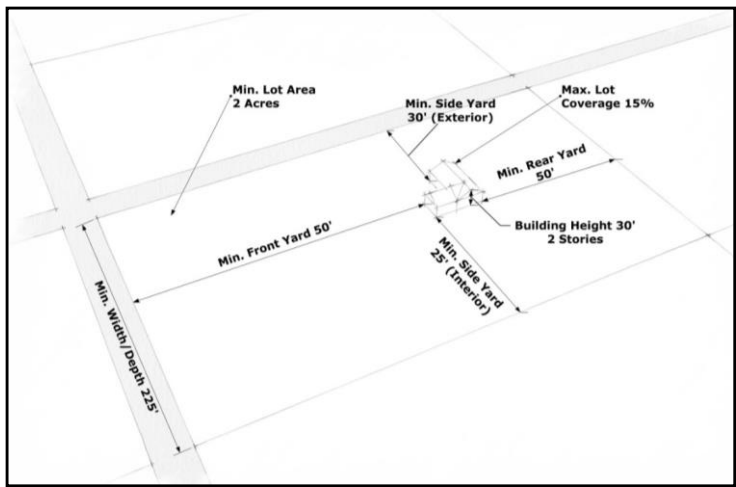 Min. Lot Area
2 Acres
Min. Side Yard
30' (Exterior)
Max. Lot
Coverage 15%
Min. Rear Yard
50'
Min. Front Yard 50'
Building Height 30'
2 Stories
Min. Side Yard
25' (Interior)
Min. Width/Depth 225'